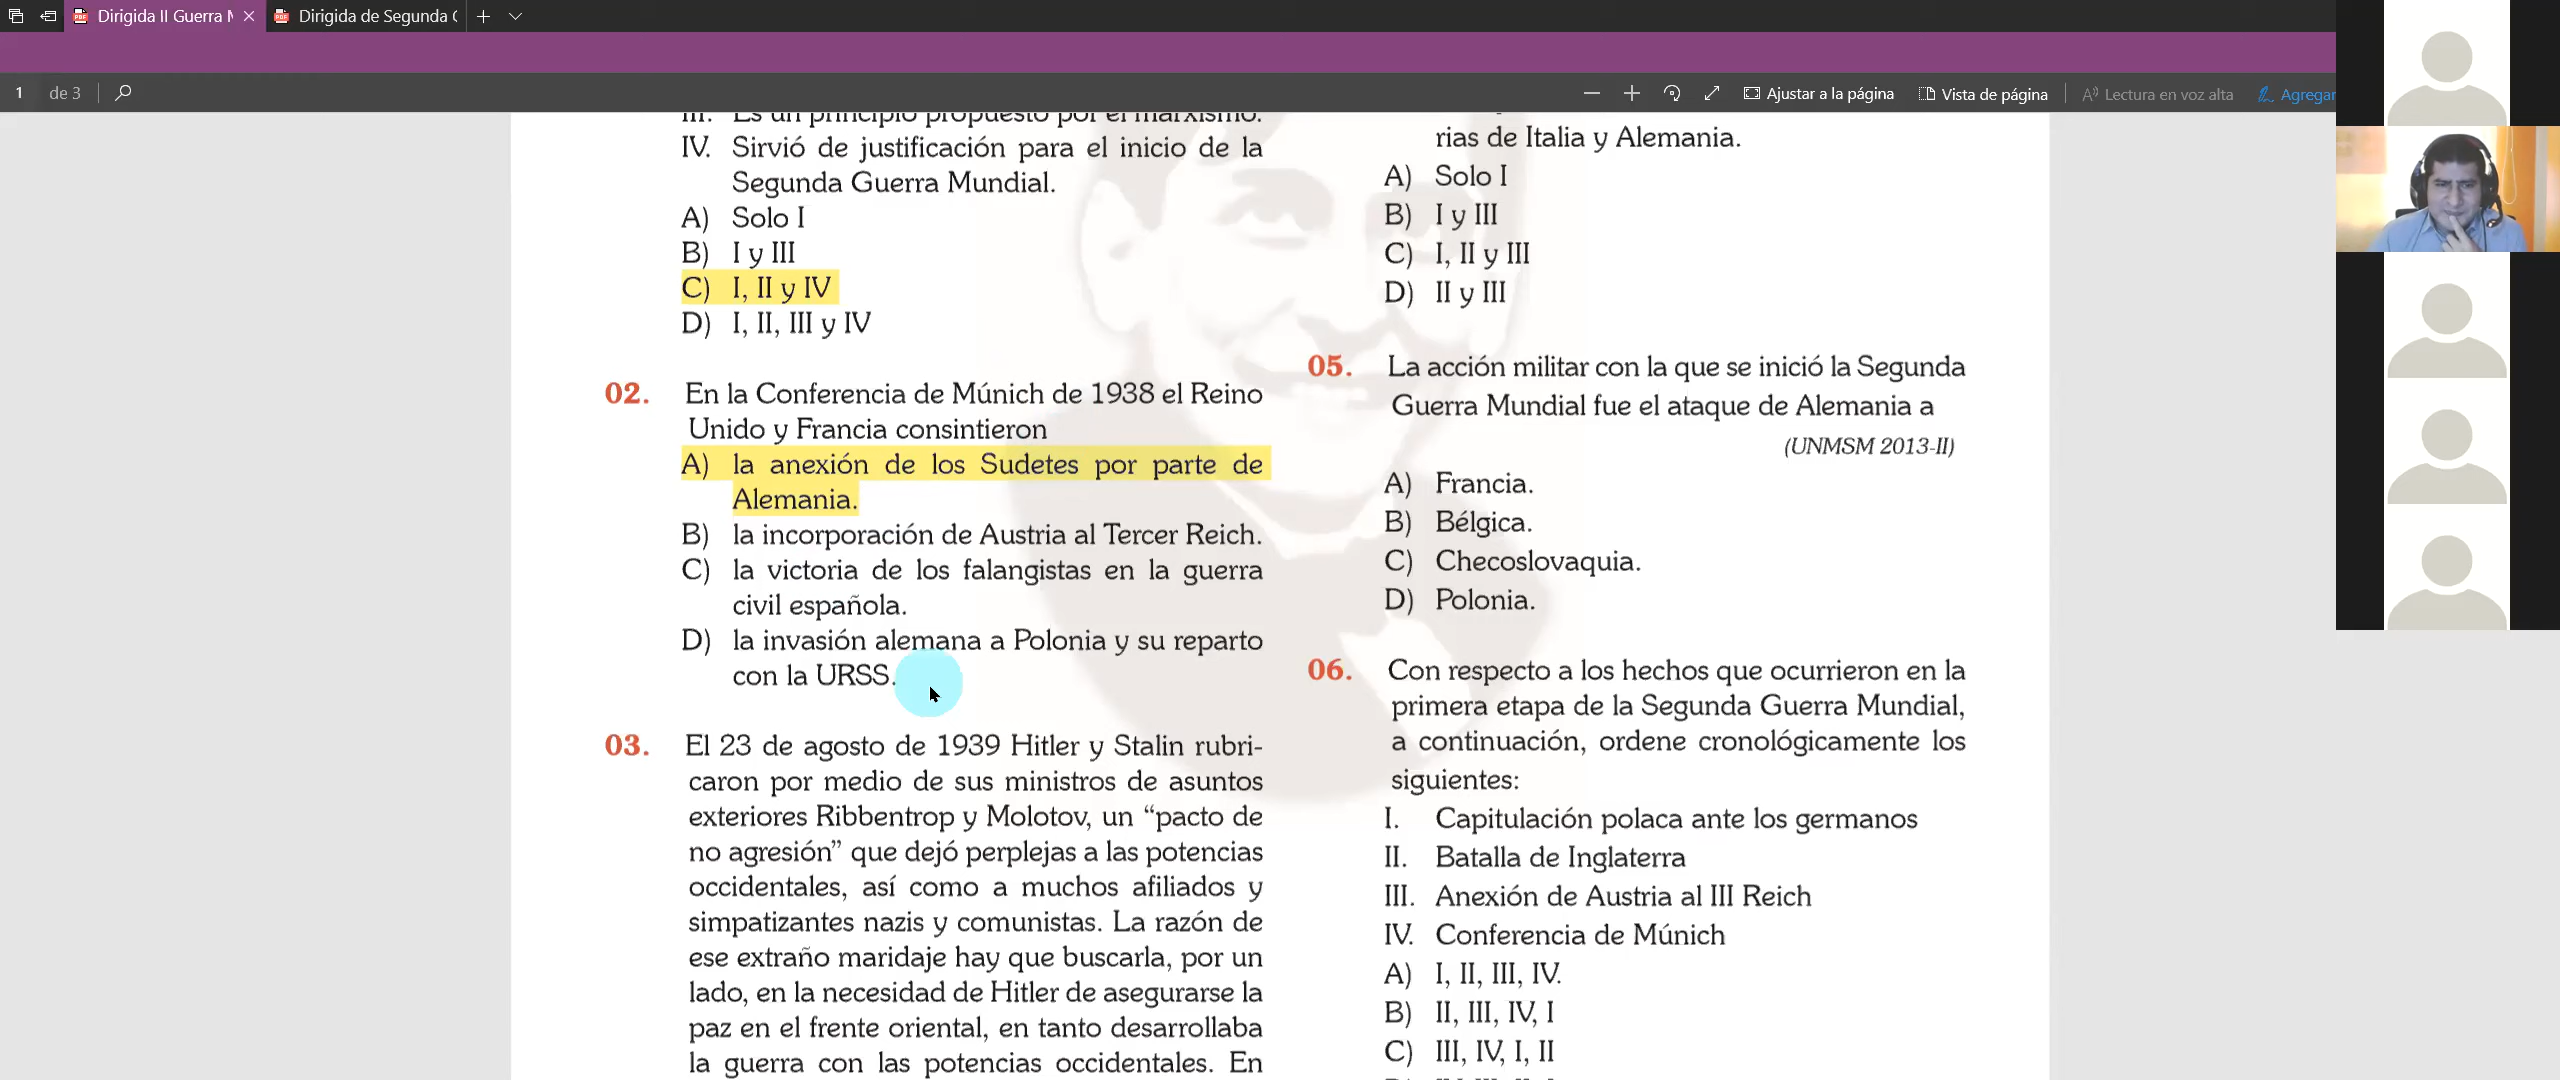 Dirigida II Guerra M
Dirigida de Segunda G
1 de 3
Ajustar a la página
Vista de página
Lectura en voz alta
Agregar
III. Es un principio propuesto por el marxismo.
IV. Sirvió de justificación para el inicio de la
Segunda Guerra Mundial.
A) Solo I
B) I y III
C) I, II y IV
D) I, II, III y IV
02. En la Conferencia de Múnich de 1938 el Reino
Unido y Francia consintieron
A) la anexión de los Sudetes por parte de
Alemania.
B) la incorporación de Austria al Tercer Reich.
C) la victoria de los falangistas en la guerra
civil española.
D) la invasión alemana a Polonia y su reparto
con la URSS.
03. El 23 de agosto de 1939 Hitler y Stalin rubri-
caron por medio de sus ministros de asuntos
exteriores Ribbentrop y Molotov, un “pacto de
no agresión” que dejó perplejas a las potencias
occidentales, así como a muchos afiliados y
simpatizantes nazis y comunistas. La razón de
ese extraño maridaje hay que buscarla, por un
lado, en la necesidad de Hitler de asegurarse la
paz en el frente oriental, en tanto desarrollaba
la guerra con las potencias occidentales. En
rias de Italia y Alemania.
A) Solo I
B) I y III
C) I, II y III
D) II y III
05. La acción militar con la que se inició la Segunda
Guerra Mundial fue el ataque de Alemania a
(UNMSM 2013-II)
A) Francia.
B) Bélgica.
C) Checoslovaquia.
D) Polonia.
06. Con respecto a los hechos que ocurrieron en la
primera etapa de la Segunda Guerra Mundial,
a continuación, ordene cronológicamente los
siguientes:
I. Capitulación polaca ante los germanos
II. Batalla de Inglaterra
III. Anexión de Austria al III Reich
IV. Conferencia de Múnich
A) I, II, III, IV.
B) II, III, IV, I
C) III, IV, I, II